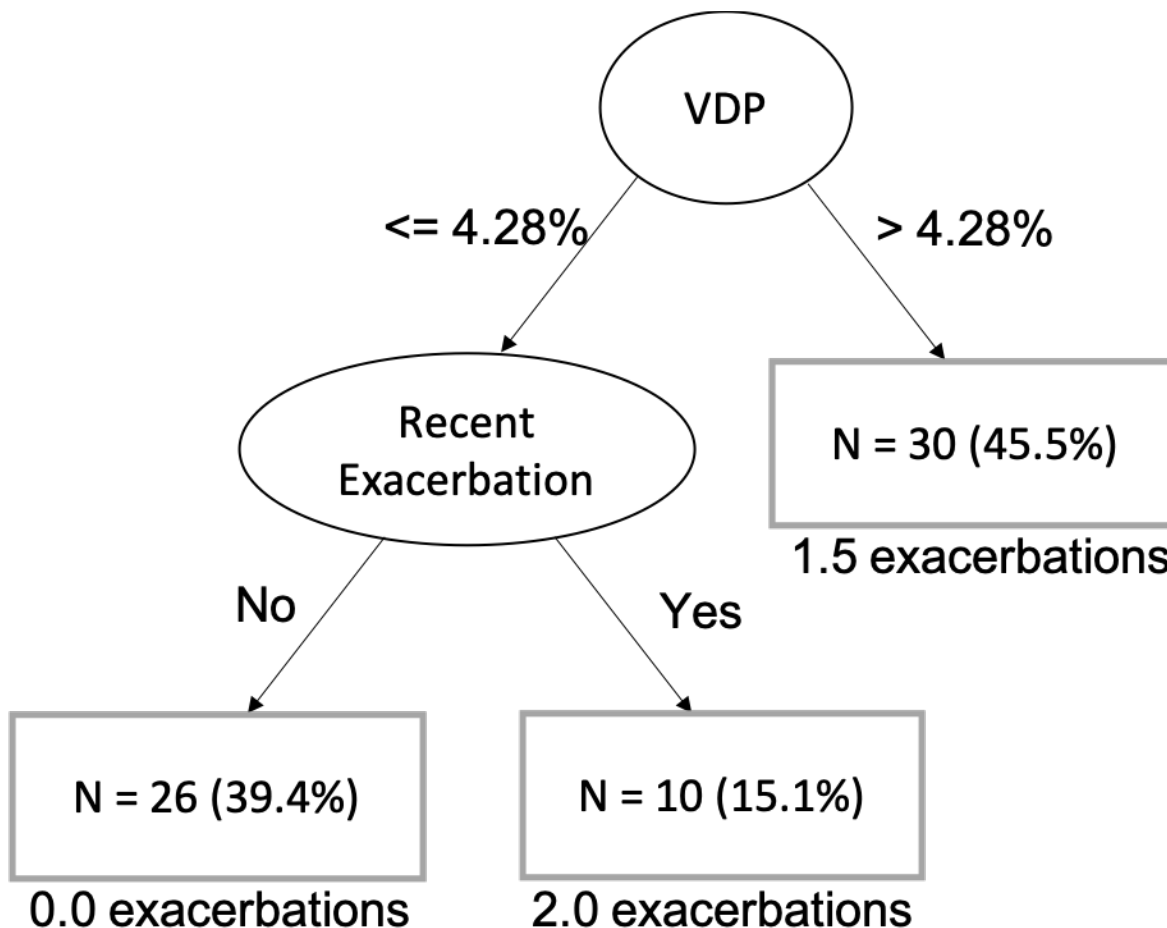 VDP
<= 4.28%
> 4.28%
Recent
Exacerbation
N = 30 (45.5%)
1.5 exacerbations
No
Yes
N = 26 (39.4%)
N = 10 (15.1%)
0.0 exacerbations
2.0 exacerbations